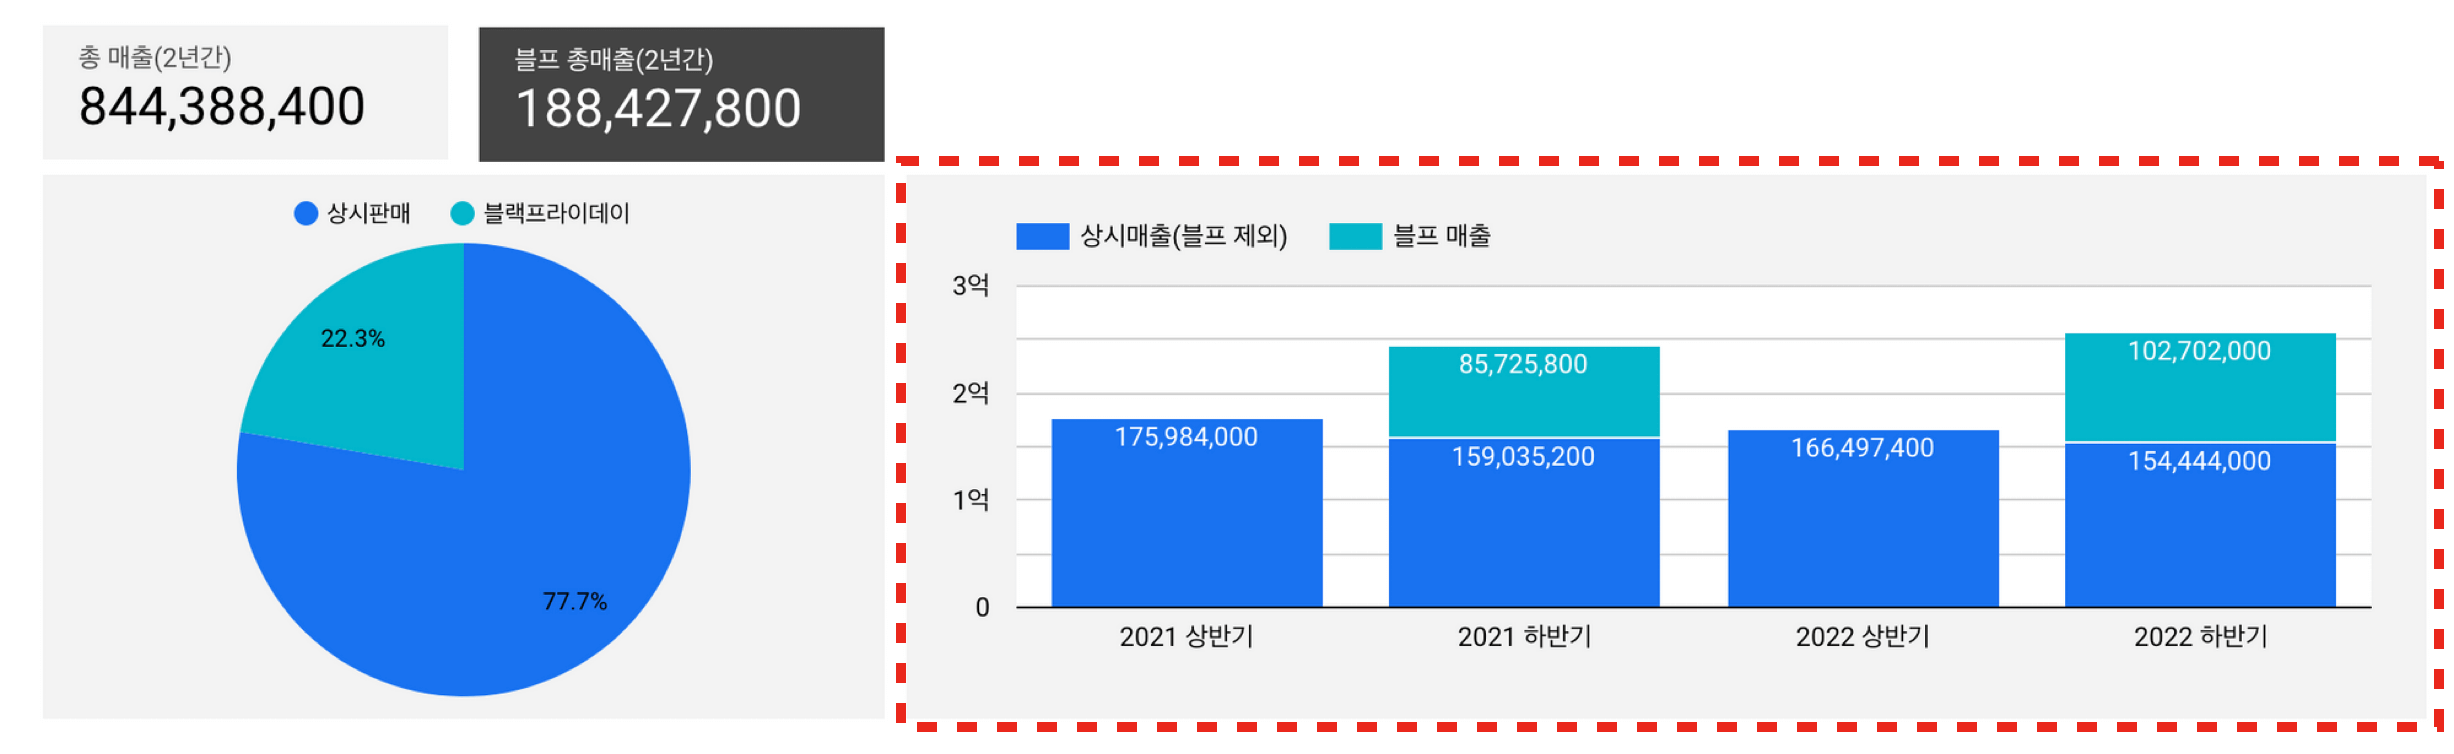 총 매출(2년간)
844,388,400
블프 총매출(2년간)
188,427,800
상시판매 블랙프라이데이
22.3%
77.7%
상시매출(블프 제외) 블프 매출
3억
2억
1억
0
85,725,800
102,702,000
175,984,000
159,035,200
166,497,400
154,444,000
2021 상반기 2021 하반기 2022 상반기 2022 하반기